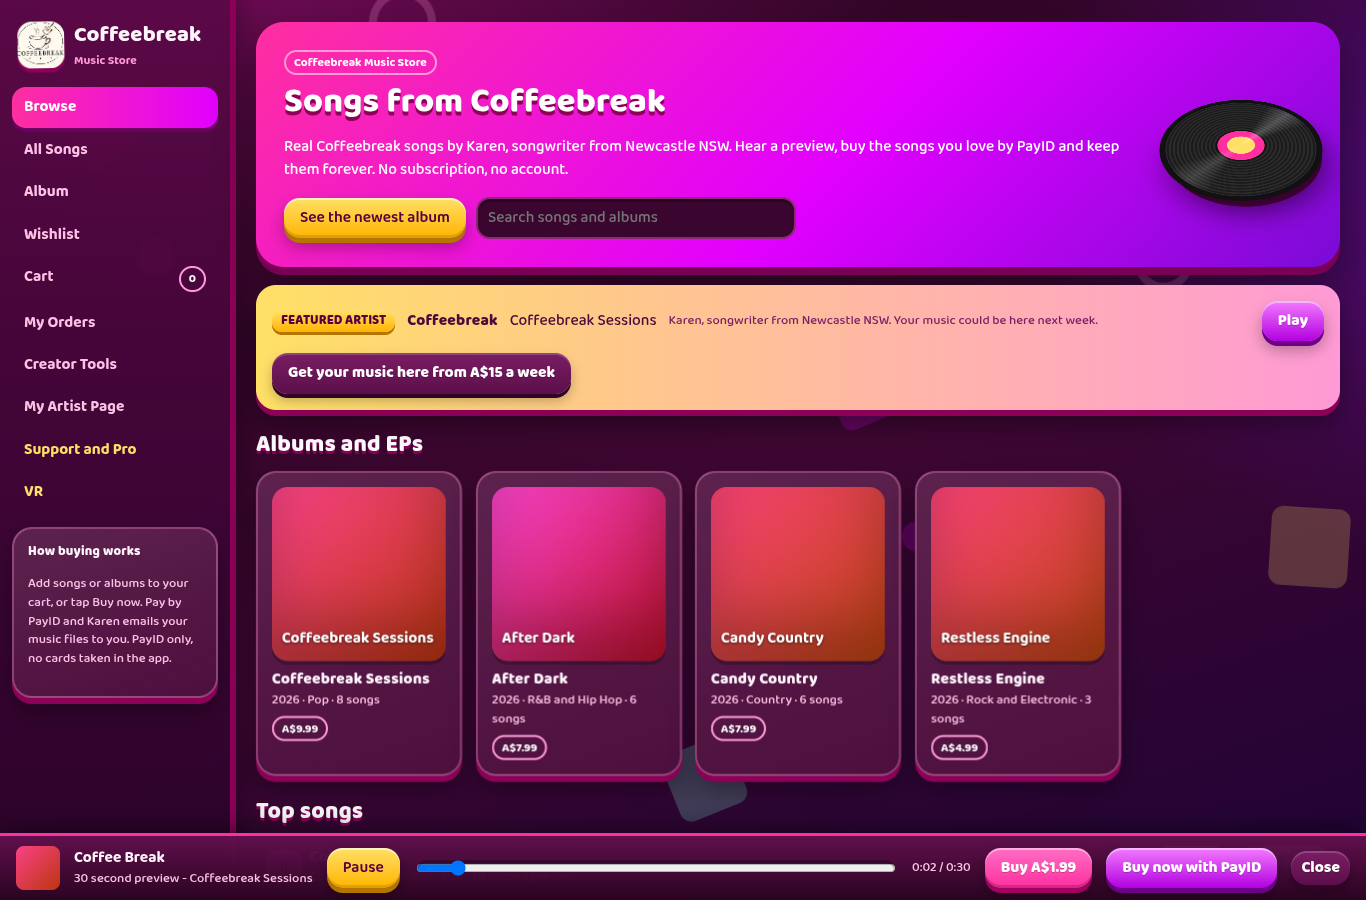 COFFEEBREAK
Coffeebreak
Music Store
Browse
All Songs
Album
Wishlist
Cart
0
My Orders
Creator Tools
My Artist Page
Support and Pro
VR
How buying works
Add songs or albums to your
cart, or tap Buy now. Pay by
PayID and Karen emails your
music files to you. PayID only,
no cards taken in the app.
Coffeebreak Music Store
Songs from Coffeebreak
Real Coffeebreak songs by Karen, songwriter from Newcastle NSW. Hear a preview, buy the songs you love by PayID and keep
them forever. No subscription, no account.
See the newest album
Search songs and albums
FEATURED ARTIST Coffeebreak Coffeebreak Sessions Karen, songwriter from Newcastle NSW. Your music could be here next week.
Play
Get your music here from A$15 a week
Albums and EPs
Coffeebreak Sessions
Coffeebreak Sessions
2026 · Pop · 8 songs
A$9.99
After Dark
After Dark
2026 · R&B and Hip Hop · 6
songs
A$7.99
Candy Country
Candy Country
2026 · Country · 6 songs
A$7.99
Restless Engine
Restless Engine
2026 · Rock and Electronic · 3
songs
A$4.99
Top songs
Coffee Break
30 second preview - Coffeebreak Sessions
Pause
0:02 / 0:30
Buy A$1.99
Buy now with PayID
Close